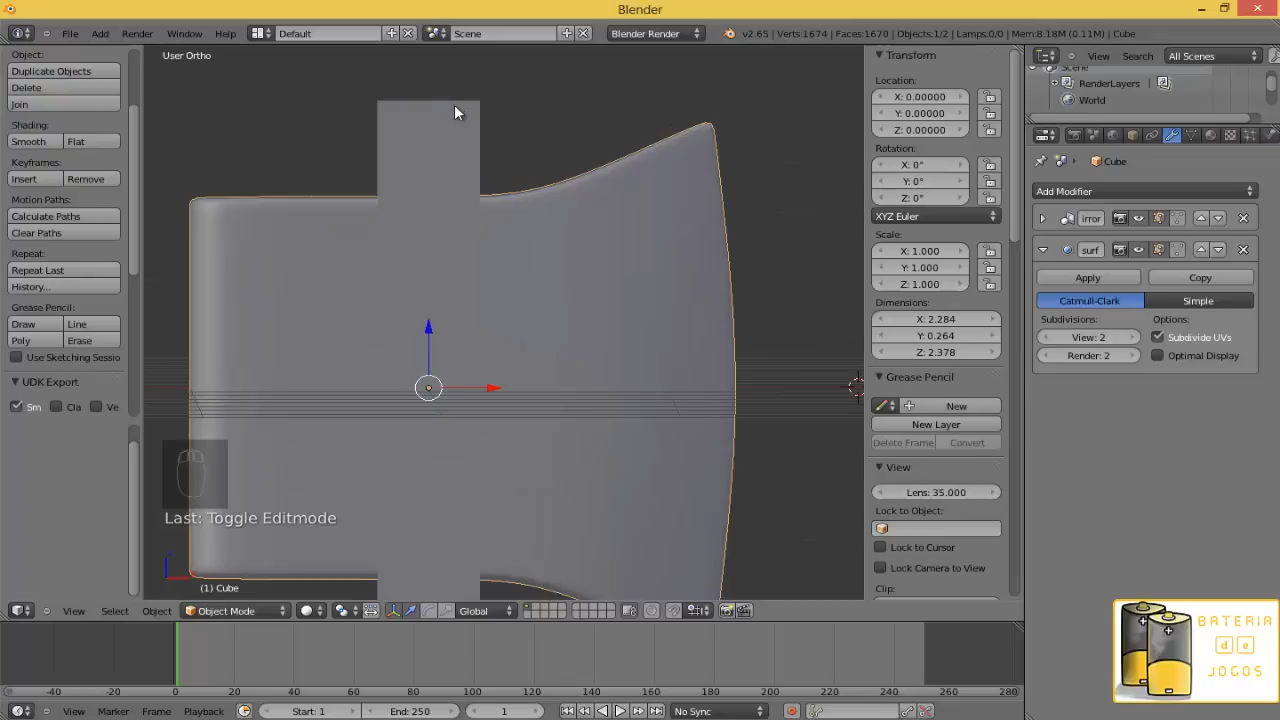 Blender
File Add Render Window Help Default Scene Blender Render v2.65 | Verts:1674 | Faces:1670 | Objects:1/2 | Lamps:0/0 | Mem:8.18M (0.11M) | Cube
Object:
Duplicate Objects
Delete
Join
Shading:
Smooth Flat
Keyframes:
Insert Remove
Motion Paths:
Calculate Paths
Clear Paths
Repeat:
Repeat Last
History...
Grease Pencil:
Draw Line
Poly Erase
Use Sketching Sessio
UDK Export
Sm Cla Ve
User Ortho
Last: Toggle Editmode
(1) Cube
View Select Object Object Mode Global
Transform
Location:
X: 0.00000
Y: 0.00000
Z: 0.00000
Rotation:
X: 0°
Y: 0°
Z: 0°
XYZ Euler
Scale:
X: 1.000
Y: 1.000
Z: 1.000
Dimensions:
X: 2.284
Y: 0.264
Z: 2.378
Grease Pencil
New
New Layer
Delete Frame Convert
View
Lens: 35.000
Lock to Object:
Lock to Cursor
Lock Camera to View
Clip:
View Search All Scenes
Scene
RenderLayers
World
Cube
Add Modifier
irror
surf
Apply Copy
Catmull-Clark Simple
Subdivisions: Options:
View: 2 Subdivide UVs
Render: 2 Optimal Display
-40 -20 0 20 40 60 80 100 120 140 160 180 200 220 240 260 280
View Marker Frame Playback Start: 1 End: 250 1 No Sync
BATERIA
de
JOGOS